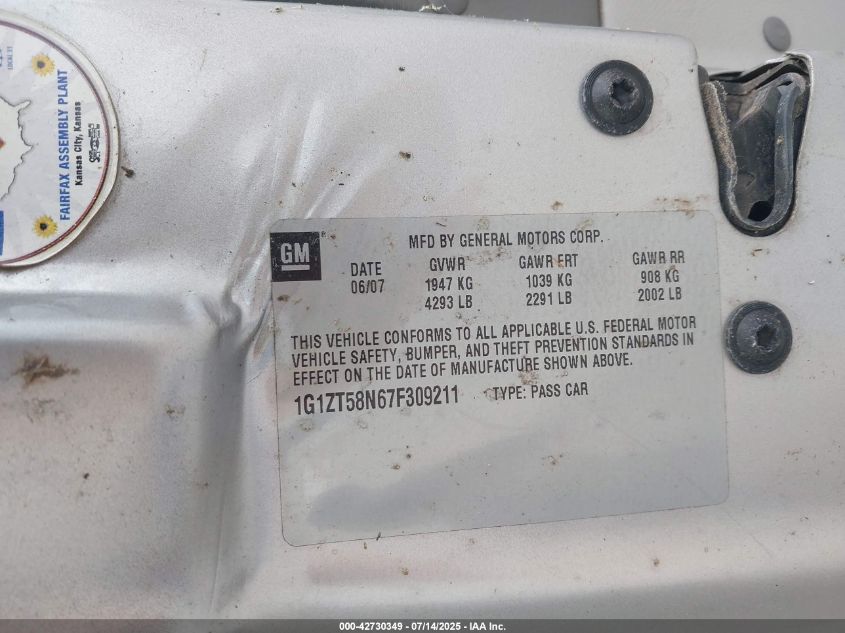 FAIRFAX ASSEMBLY PLANT
Kansas City, Kansas
GM
MFD BY GENERAL MOTORS CORP.
DATE GVWR GAWR FRT GAWR RR
06/07 1947 KG 1039 KG 908 KG
4293 LB 2291 LB 2002 LB
THIS VEHICLE CONFORMS TO ALL APPLICABLE U.S. FEDERAL MOTOR
VEHICLE SAFETY, BUMPER, AND THEFT PREVENTION STANDARDS IN
EFFECT ON THE DATE OF MANUFACTURE SHOWN ABOVE.
1G1ZT58N67F309211 TYPE: PASS CAR
000-42730349 - 07/14/2025 - IAA Inc.